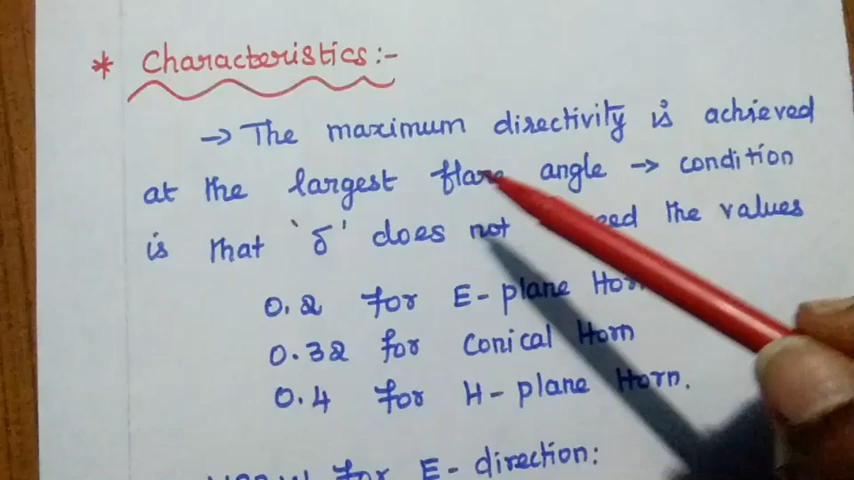 * Characteristics:-
→ The maximum directivity is achieved
at the largest flare angle → condition
is that 'δ' does not the values
0.2 for E-plane Horn
0.32 for Conical Horn
0.4 for H-plane Horn.
for E-direction: